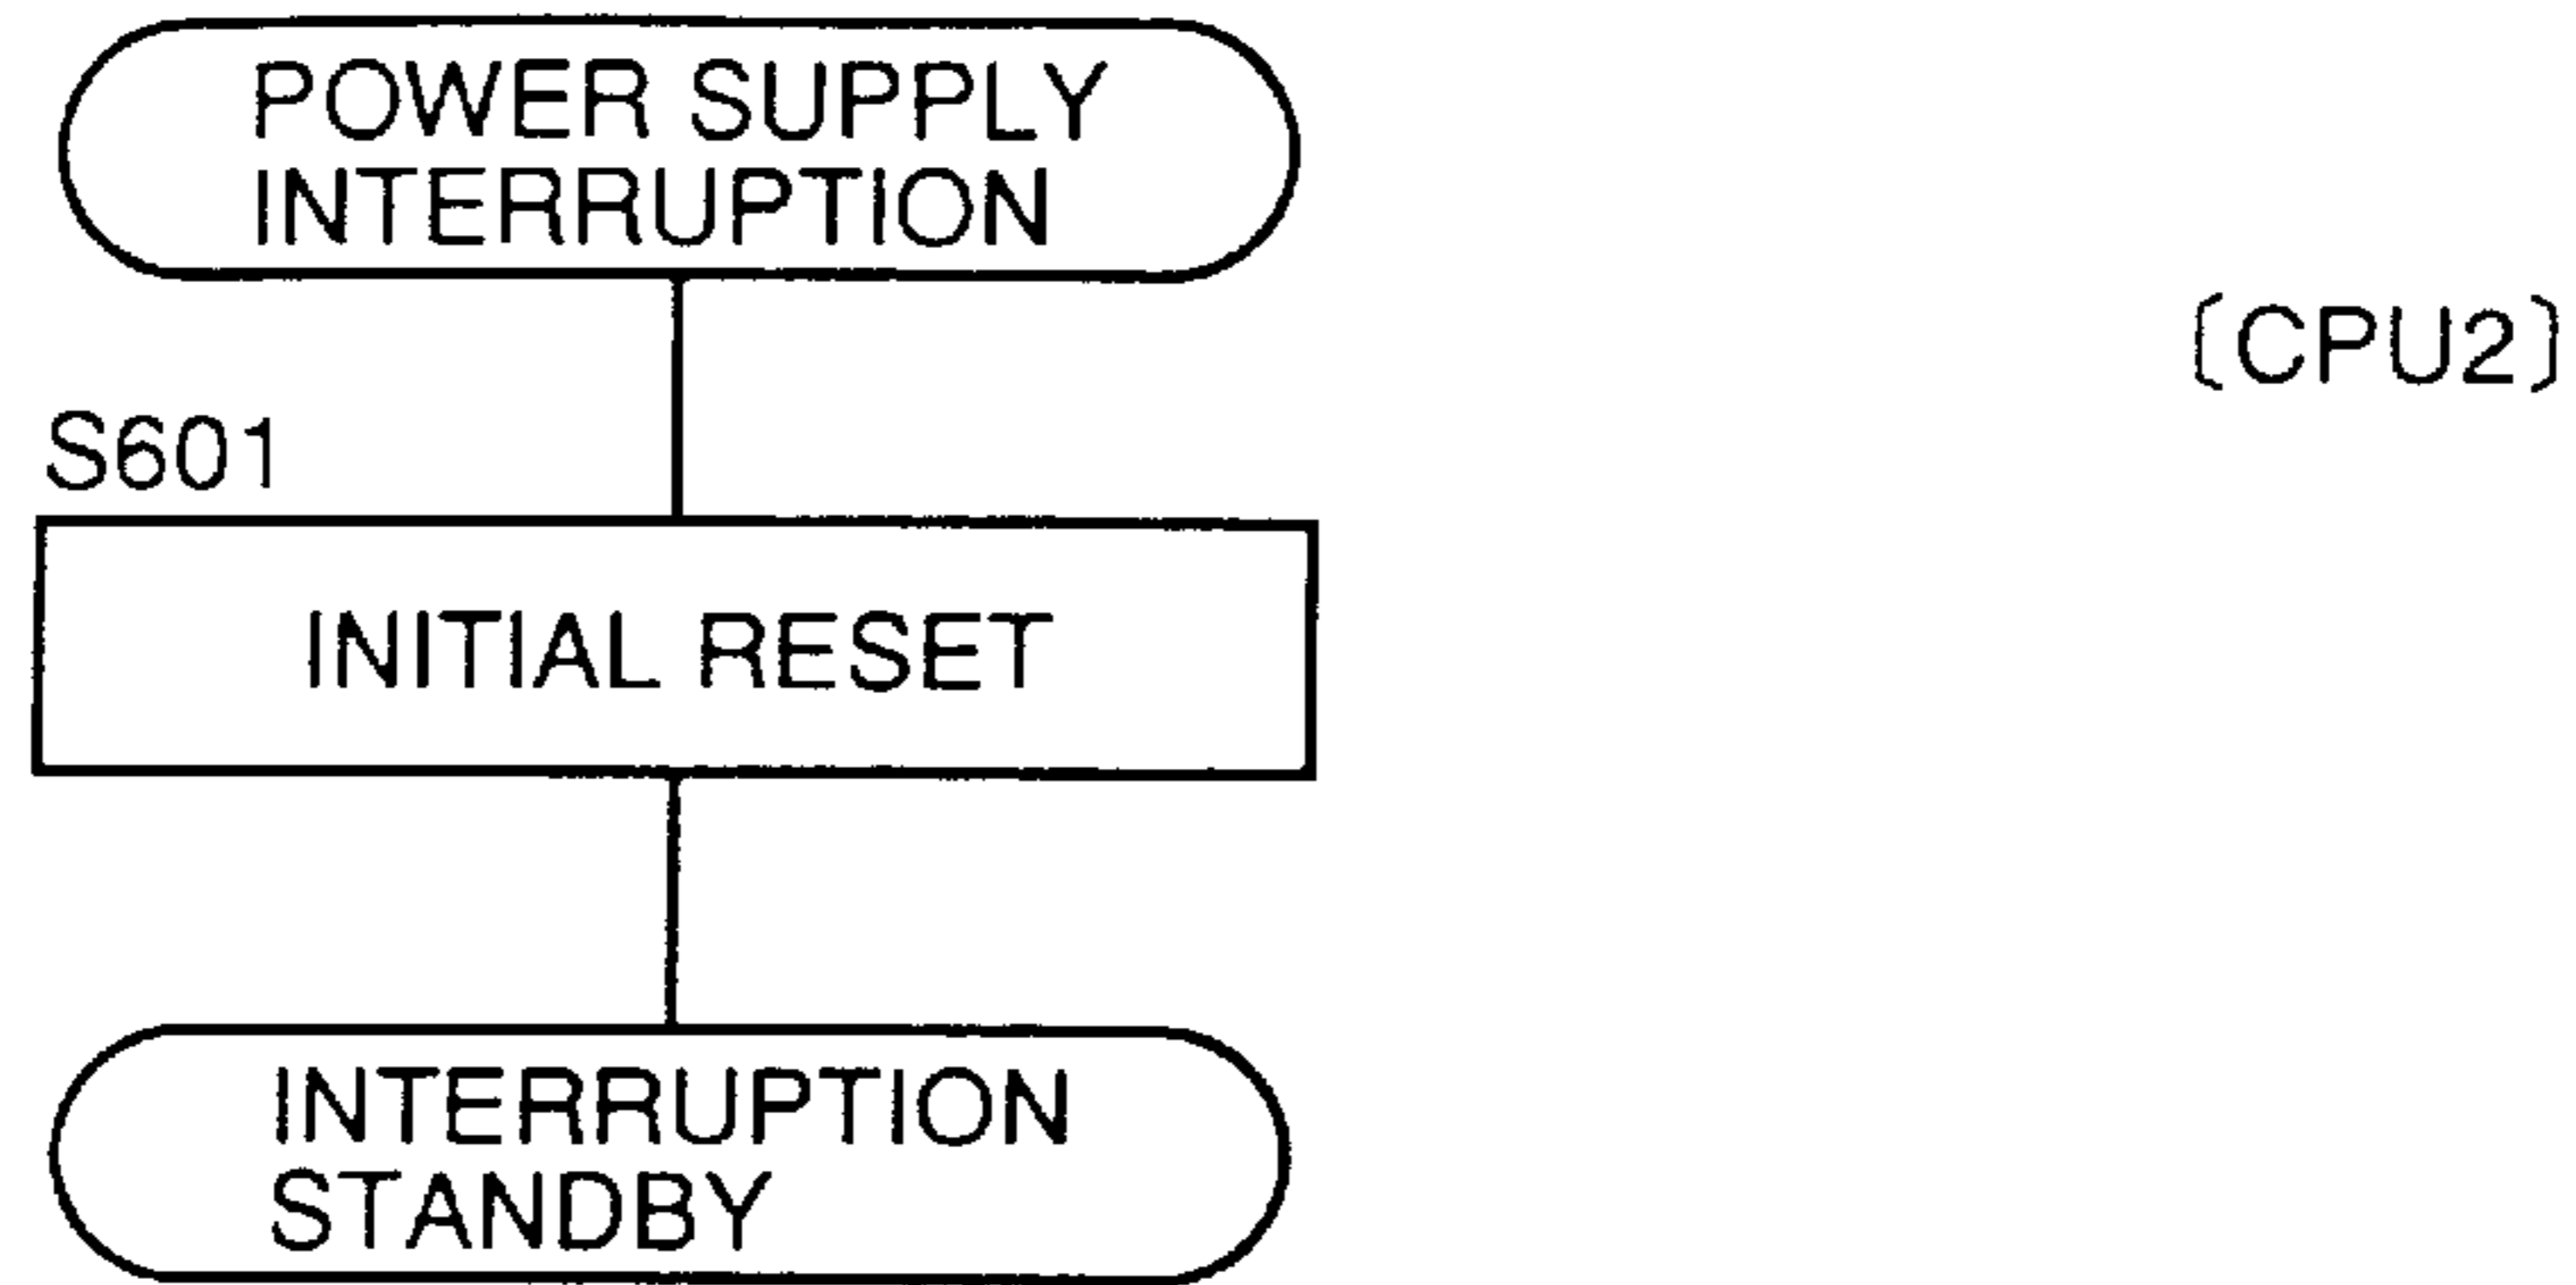 POWER SUPPLY
INTERRUPTION
〔CPU2〕
S601
INITIAL RESET
INTERRUPTION
STANDBY